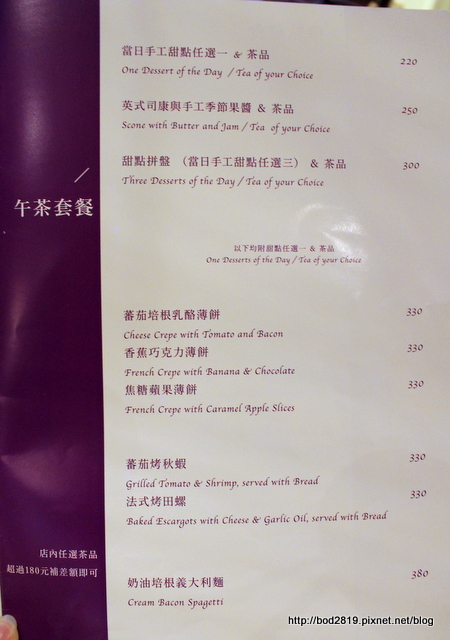 午茶套餐
當日手工甜點任選一 & 茶品 220
One Dessert of the Day / Tea of your Choice
英式司康與手工季節果醬 & 茶品 250
Scone with Butter and Jam / Tea of your Choice
甜點拼盤 (當日手工甜點任選三) & 茶品 300
Three Desserts of the Day / Tea of your Choice
以下均附甜點任選一 & 茶品
One Desserts of the Day / Tea of your Choice
蕃茄培根乳酪薄餅 330
Cheese Crepe with Tomato and Bacon
香蕉巧克力薄餅 330
French Crepe with Banana & Chocolate
焦糖蘋果薄餅 330
French Crepe with Caramel Apple Slices
蕃茄烤秋蝦 330
Grilled Tomato & Shrimp, served with Bread
法式烤田螺 330
Baked Escargots with Cheese & Garlic Oil, served with Bread
奶油培根義大利麵 380
Cream Bacon Spagetti
店內任選茶品
超過180元補差額即可
http://bod2819.pixnet.net/blog